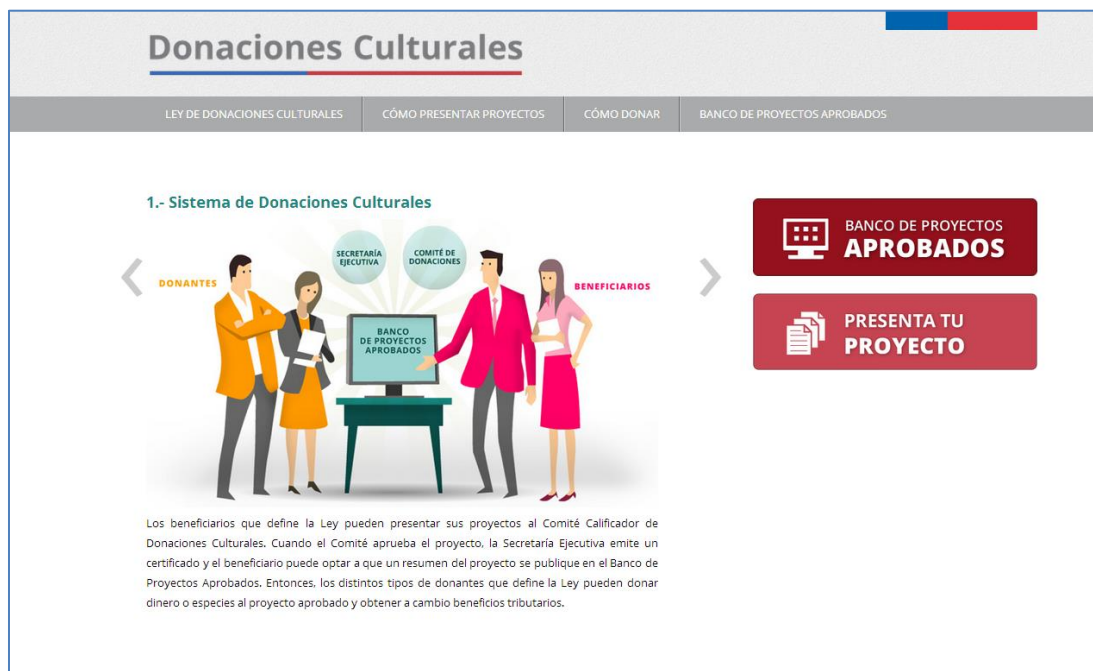 Donaciones Culturales
LEY DE DONACIONES CULTURALES
CÓMO PRESENTAR PROYECTOS
CÓMO DONAR
BANCO DE PROYECTOS APROBADOS
1.- Sistema de Donaciones Culturales
SECRETARÍA
EJECUTIVA
COMITÉ DE
DONACIONES
DONANTES
BENEFICIARIOS
BANCO
DE PROYECTOS
APROBADOS
Los beneficiarios que define la Ley pueden presentar sus proyectos al Comité Calificador de
Donaciones Culturales. Cuando el Comité aprueba el proyecto, la Secretaría Ejecutiva emite un
certificado y el beneficiario puede optar a que un resumen del proyecto se publique en el Banco de
Proyectos Aprobados. Entonces, los distintos tipos de donantes que define la Ley pueden donar
dinero o especies al proyecto aprobado y obtener a cambio beneficios tributarios.
BANCO DE PROYECTOS
APROBADOS
PRESENTA TU
PROYECTO